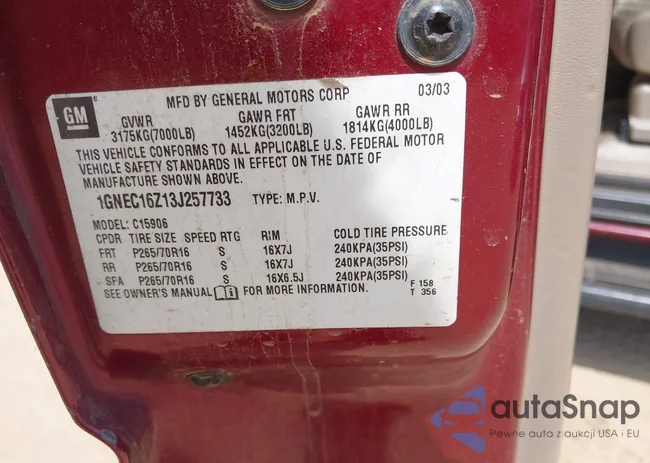 GM
MFD BY GENERAL MOTORS CORP 03/03
GVWR GAWR FRT GAWR RR
3175KG(7000LB) 1452KG(3200LB) 1814KG(4000LB)
THIS VEHICLE CONFORMS TO ALL APPLICABLE U.S. FEDERAL MOTOR
VEHICLE SAFETY STANDARDS IN EFFECT ON THE DATE OF
MANUFACTURE SHOWN ABOVE.
1GNEC16Z13J257733 TYPE: M.P.V.
MODEL: C15906
CPDR TIRE SIZE SPEED RTG RIM COLD TIRE PRESSURE
FRT P265/70R16 S 16X7J 240KPA(35PSI)
RR P265/70R16 S 16X7J 240KPA(35PSI)
SFA P265/70R16 S 16X6.5J 240KPA(35PSI)
SEE OWNER'S MANUAL FOR MORE INFORMATION.
F 158
T 356
autaSnap
Pewne auta z aukcji USA i EU